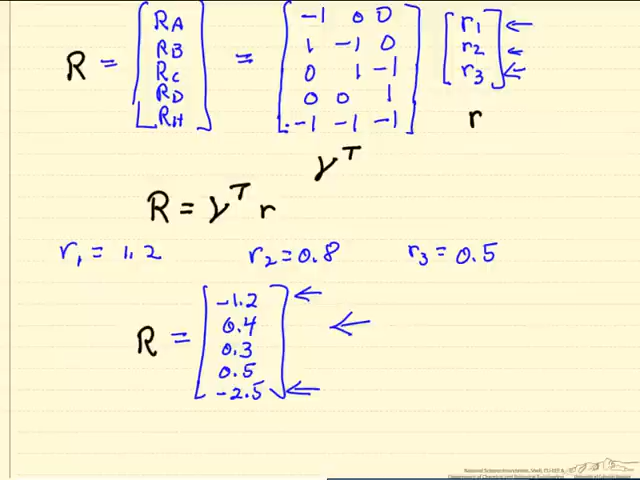 R = [ RA RB RC RD RH ] = [ -1 0 0 ; 1 -1 0 ; 0 1 -1 ; 0 0 1 ; -1 -1 -1 ] [ r1 r2 r3 ] ←
r
γᵀ
R = γᵀ r
r1 = 1.2 r2 = 0.8 r3 = 0.5
R = [ -1.2 0.4 0.3 0.5 -2.5 ] ←